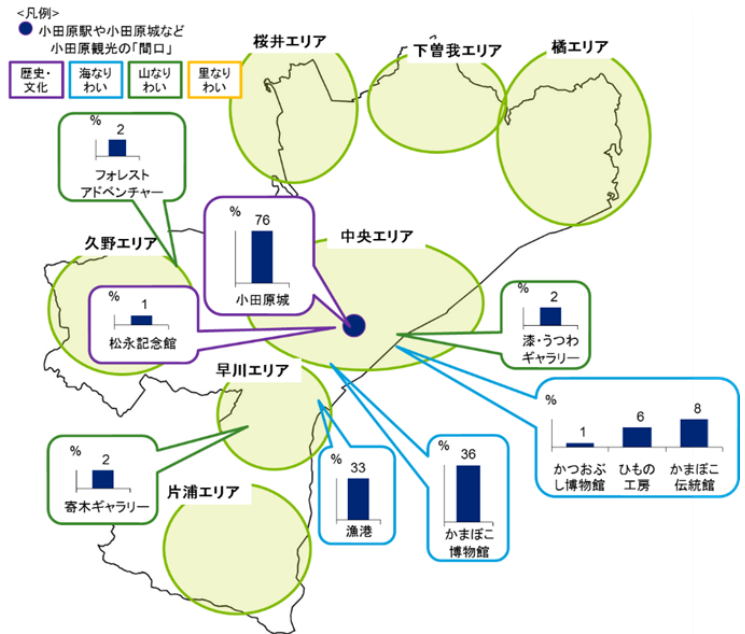 <凡例>
小田原駅や小田原城など
小田原観光の「間口」
歴史・
文化
海なり
わい
山なり
わい
里なり
わい
桜井エリア
下曽我エリア
橘エリア
%
2
フォレスト
アドベンチャー
久野エリア
%
76
小田原城
中央エリア
%
1
松永記念館
%
2
漆・うつわ
ギャラリー
早川エリア
%
1
6
8
かつおぶ
し博物館
ひもの
工房
かまぼこ
伝統館
%
2
寄木ギャラリー
%
33
漁港
%
36
かまぼこ
博物館
片浦エリア